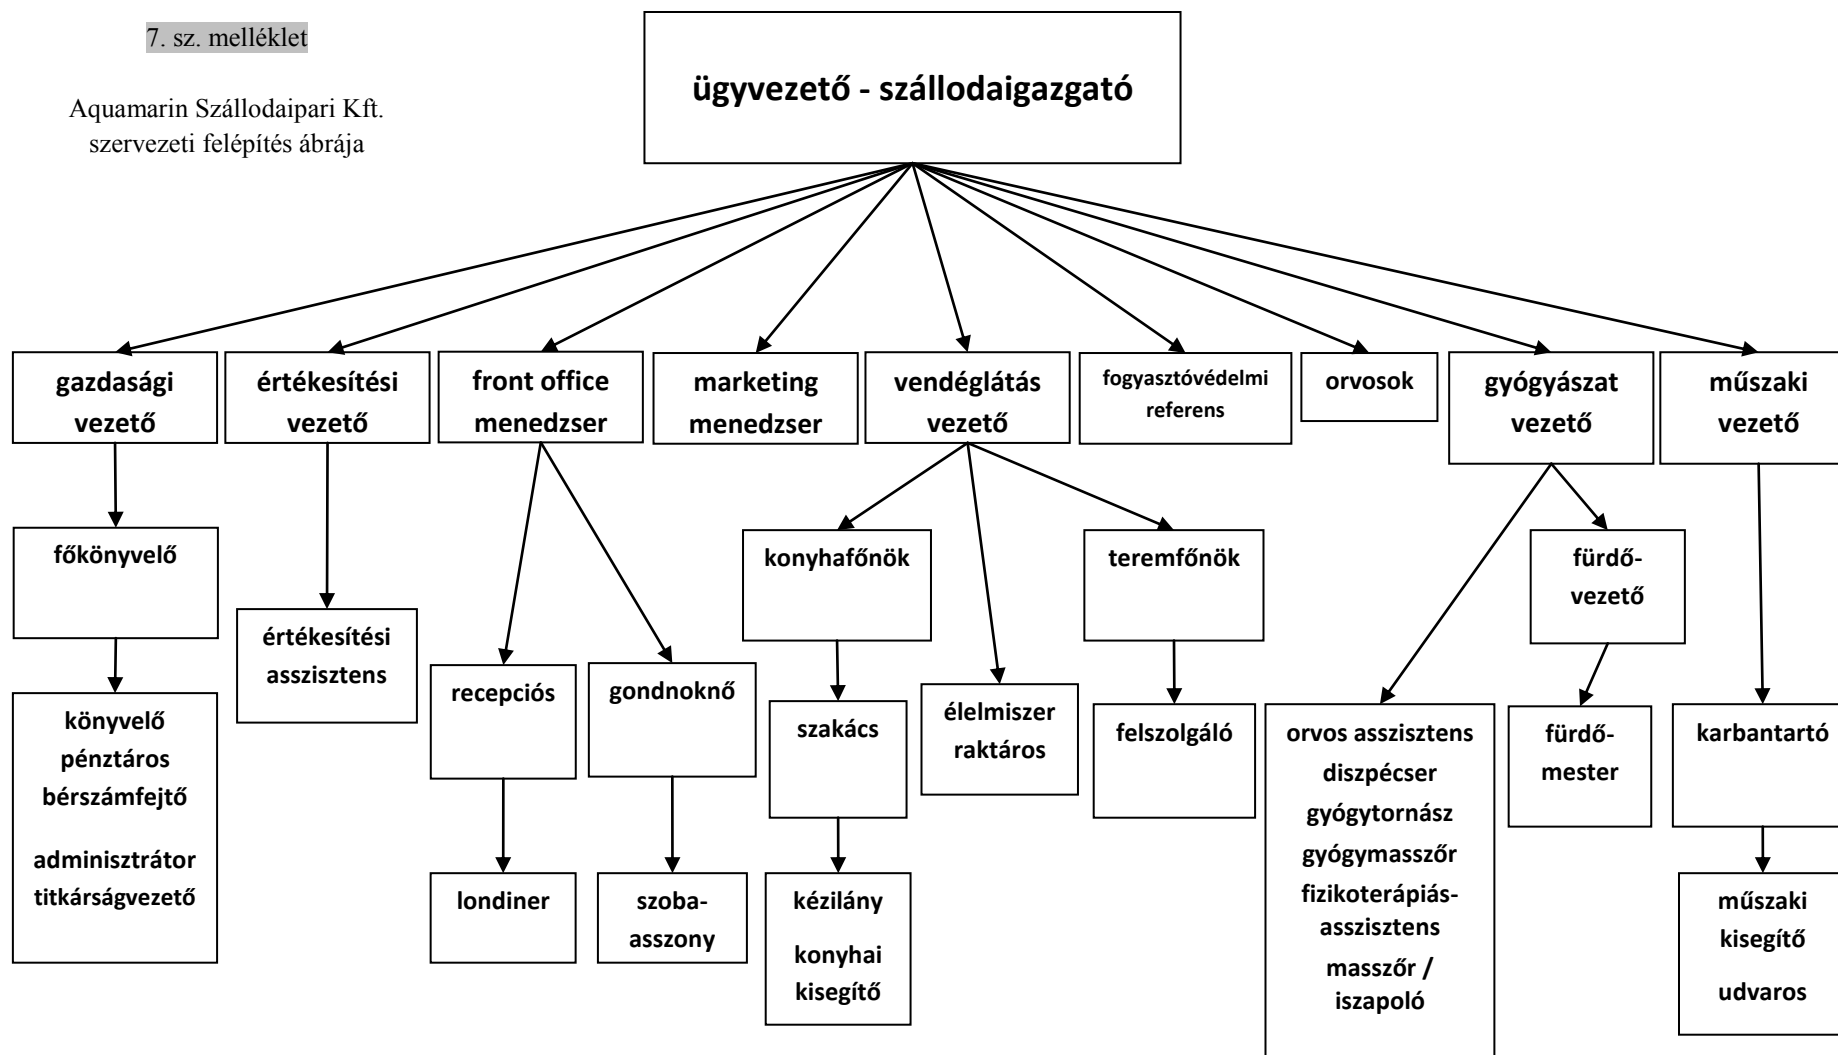 7. sz. melléklet
Aquamarin Szállodaipari Kft.
szervezeti felépítés ábrája
ügyvezető - szállodaigazgató
gazdasági
vezető
értékesítési
vezető
front office
menedzser
marketing
menedzser
vendéglátás
vezető
fogyasztóvédelmi
referens
orvosok
gyógyászat
vezető
műszaki
vezető
főkönyvelő
értékesítési
asszisztens
recepciós
gondnoknő
konyhafőnök
élelmiszer
raktáros
teremfőnök
fürdő-
vezető
könyvelő
pénztáros
bérszámfejtő
adminisztrátor
titkárságvezető
londiner
szoba-
asszony
szakács
kézilány
konyhai
kisegítő
felszolgáló
orvos asszisztens
diszpécser
gyógytornász
gyógymasszőr
fizikoterápiás-
asszisztens
masszőr /
iszapoló
fürdő-
mester
karbantartó
műszaki
kisegítő
udvaros